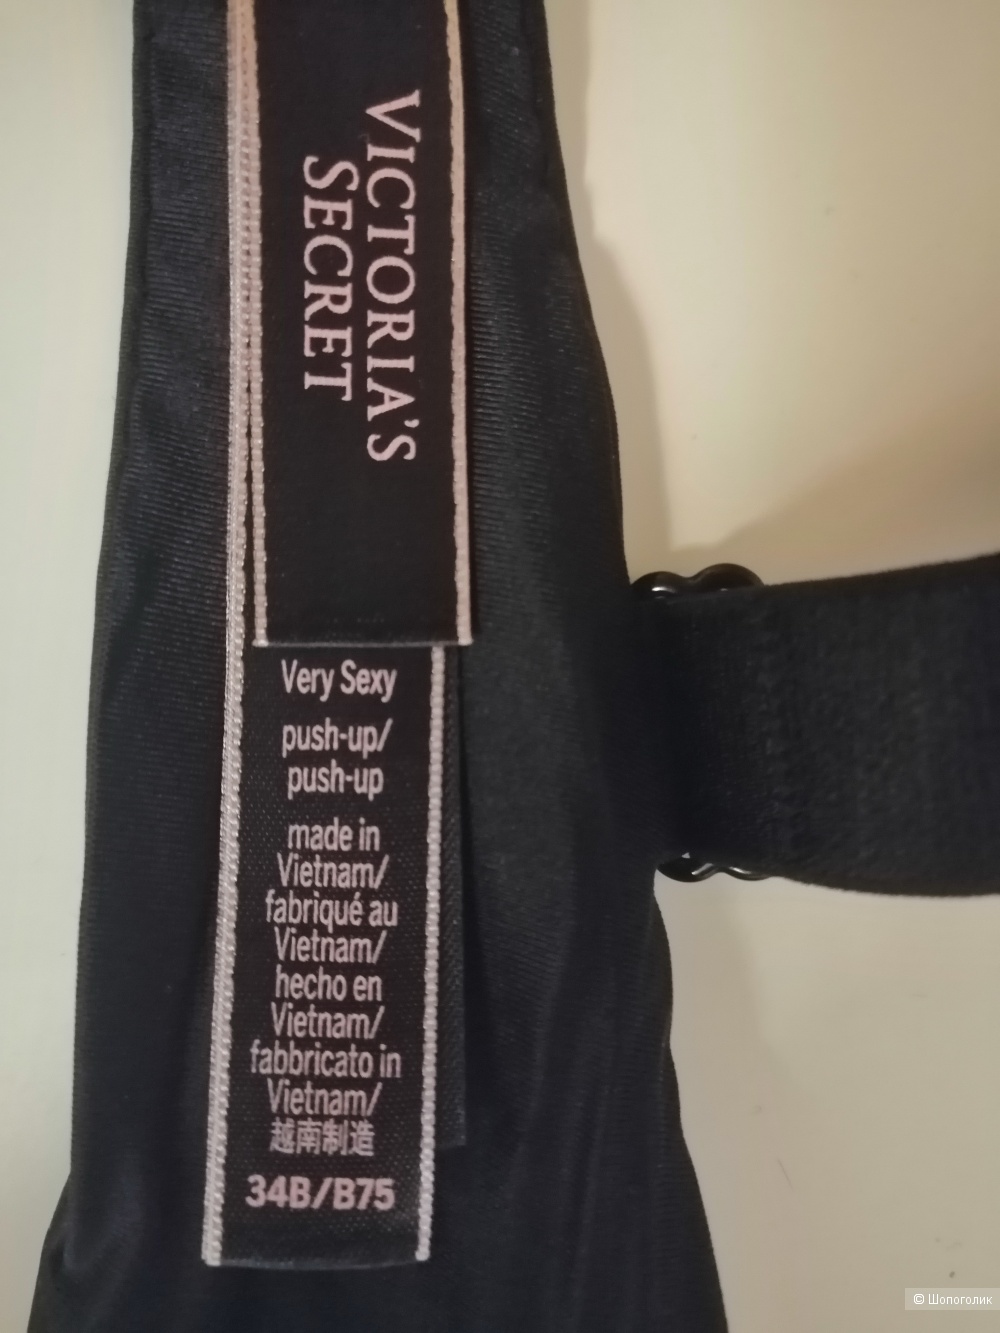 VICTORIA'S
SECRET
Very Sexy
push-up/
push-up
made in
Vietnam/
fabriqué au
Vietnam/
hecho en
Vietnam/
fabbricato in
Vietnam/
越南制造
34B/B75
© Шопоголик